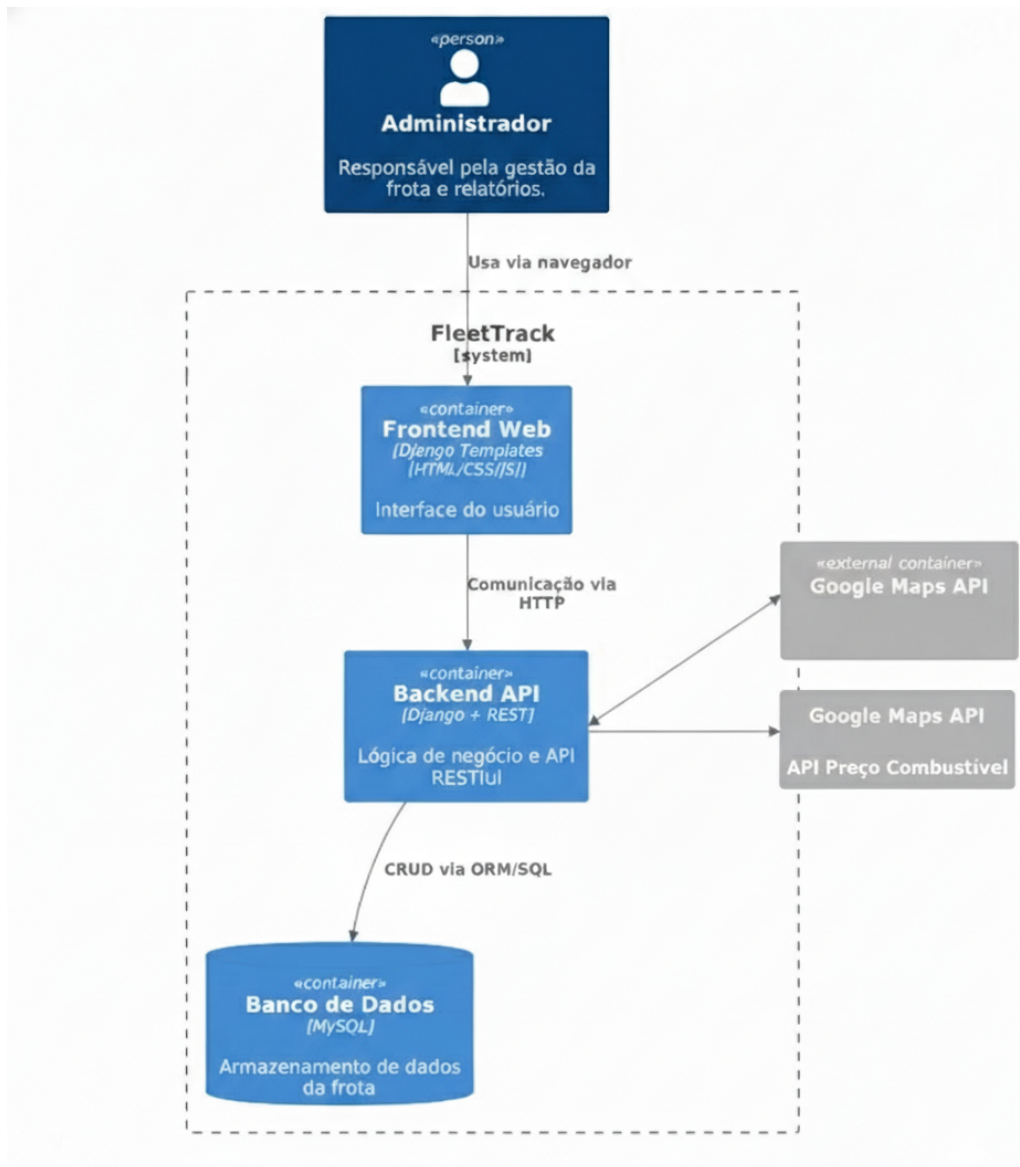 «person»
Administrador
Responsável pela gestão da
frota e relatórios.
Usa via navegador
FleetTrack
[system]
«container»
Frontend Web
[Django Templates
(HTML/CSS/JS)]
Interface do usuário
Comunicação via
HTTP
«external container»
Google Maps API
«container»
Backend API
[Django + REST]
Lógica de negócio e API
RESTlul
Google Maps API
API Preço Combustível
CRUD via ORM/SQL
«container»
Banco de Dados
[MySQL]
Armazenamento de dados
da frota